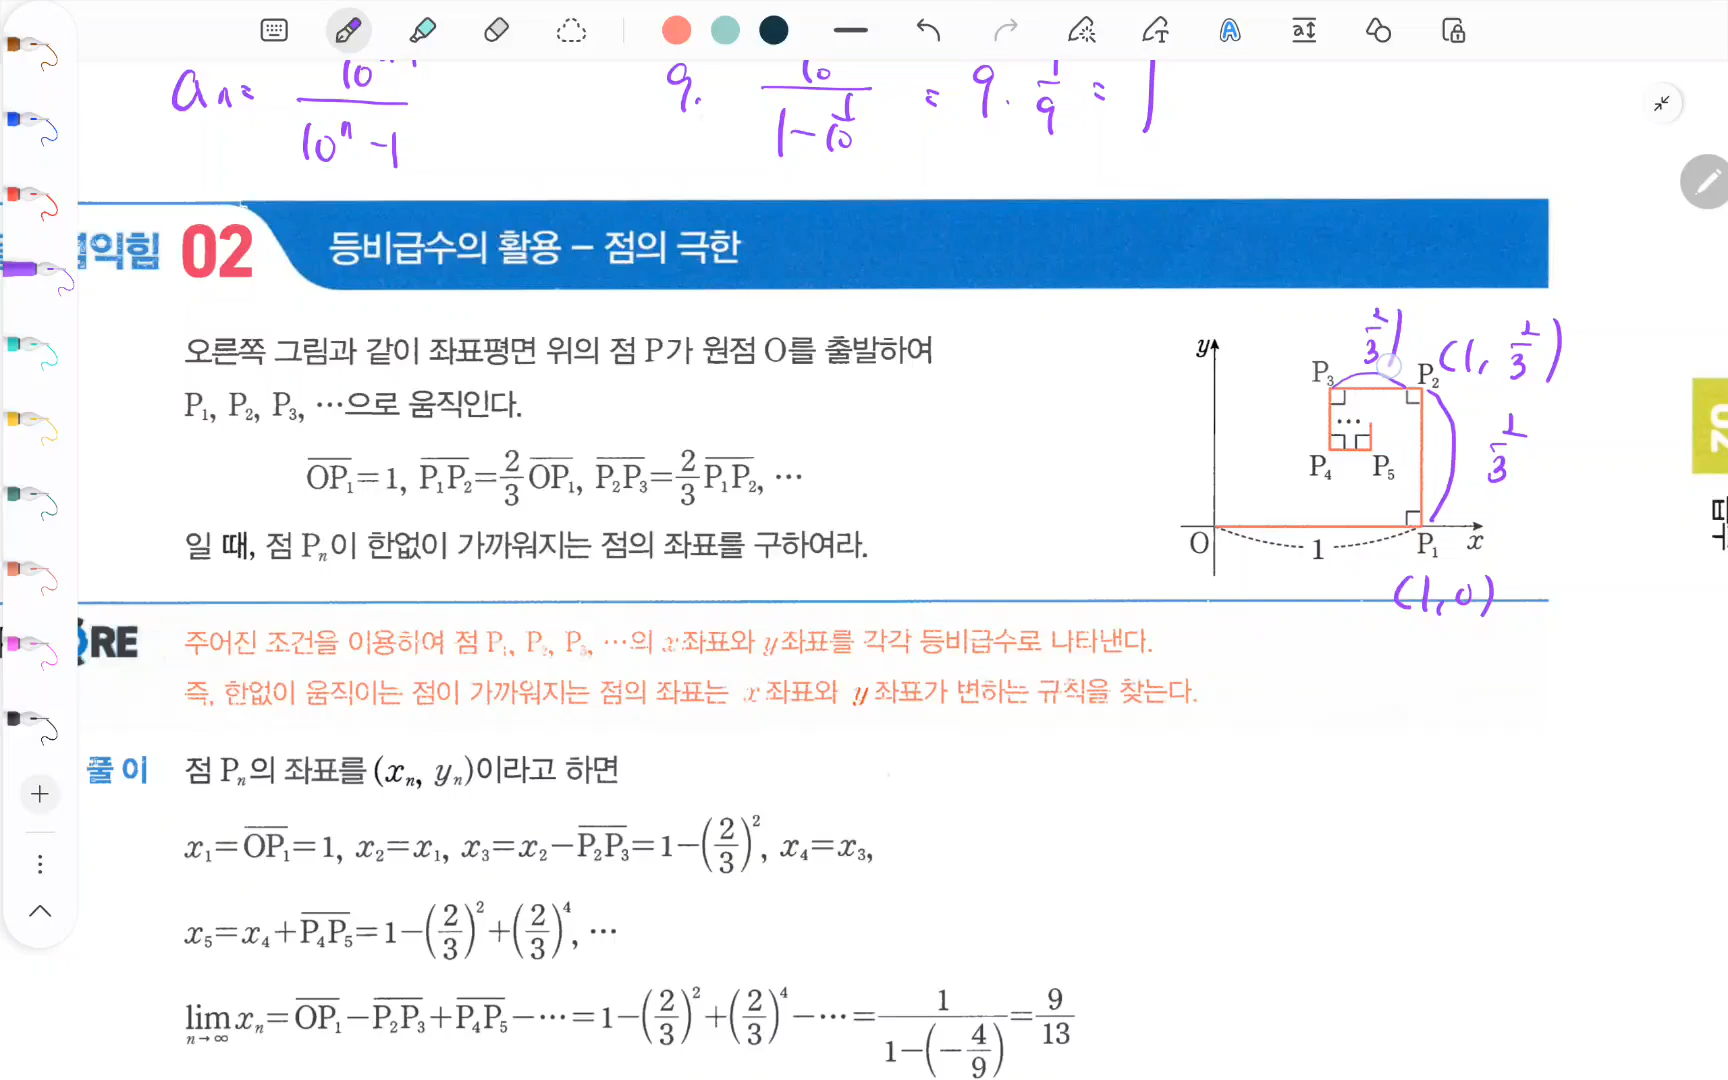 aₙ=
10ⁿ-1
9. 10 / 1-1/10 = 9 · 1/9 = 1
02 등비급수의 활용 – 점의 극한
오른쪽 그림과 같이 좌표평면 위의 점 P가 원점 O를 출발하여
P₁, P₂, P₃, ⋯으로 움직인다.
OP₁=1, P₁P₂=2/3 OP₁, P₂P₃=2/3 P₁P₂, ⋯
일 때, 점 Pₙ이 한없이 가까워지는 점의 좌표를 구하여라.
y
P₃
P₂
(1, 2/3)
⋯
P₄
P₅
2/3
O
1
P₁
x
(1, 0)
RE
주어진 조건을 이용하여 점 P₁, P₂, P₃, ⋯의 x좌표와 y좌표를 각각 등비급수로 나타낸다.
즉, 한없이 움직이는 점이 가까워지는 점의 좌표는 x좌표와 y좌표가 변하는 규칙을 찾는다.
풀이 점 Pₙ의 좌표를 (xₙ, yₙ)이라고 하면
x₁=OP₁=1, x₂=x₁, x₃=x₂−P₂P₃=1−(2/3)², x₄=x₃,
x₅=x₄+P₄P₅=1−(2/3)²+(2/3)⁴, ⋯
lim n→∞ xₙ=OP₁−P₂P₃+P₄P₅−⋯=1−(2/3)²+(2/3)⁴−⋯=1/(1−(−4/9))=9/13